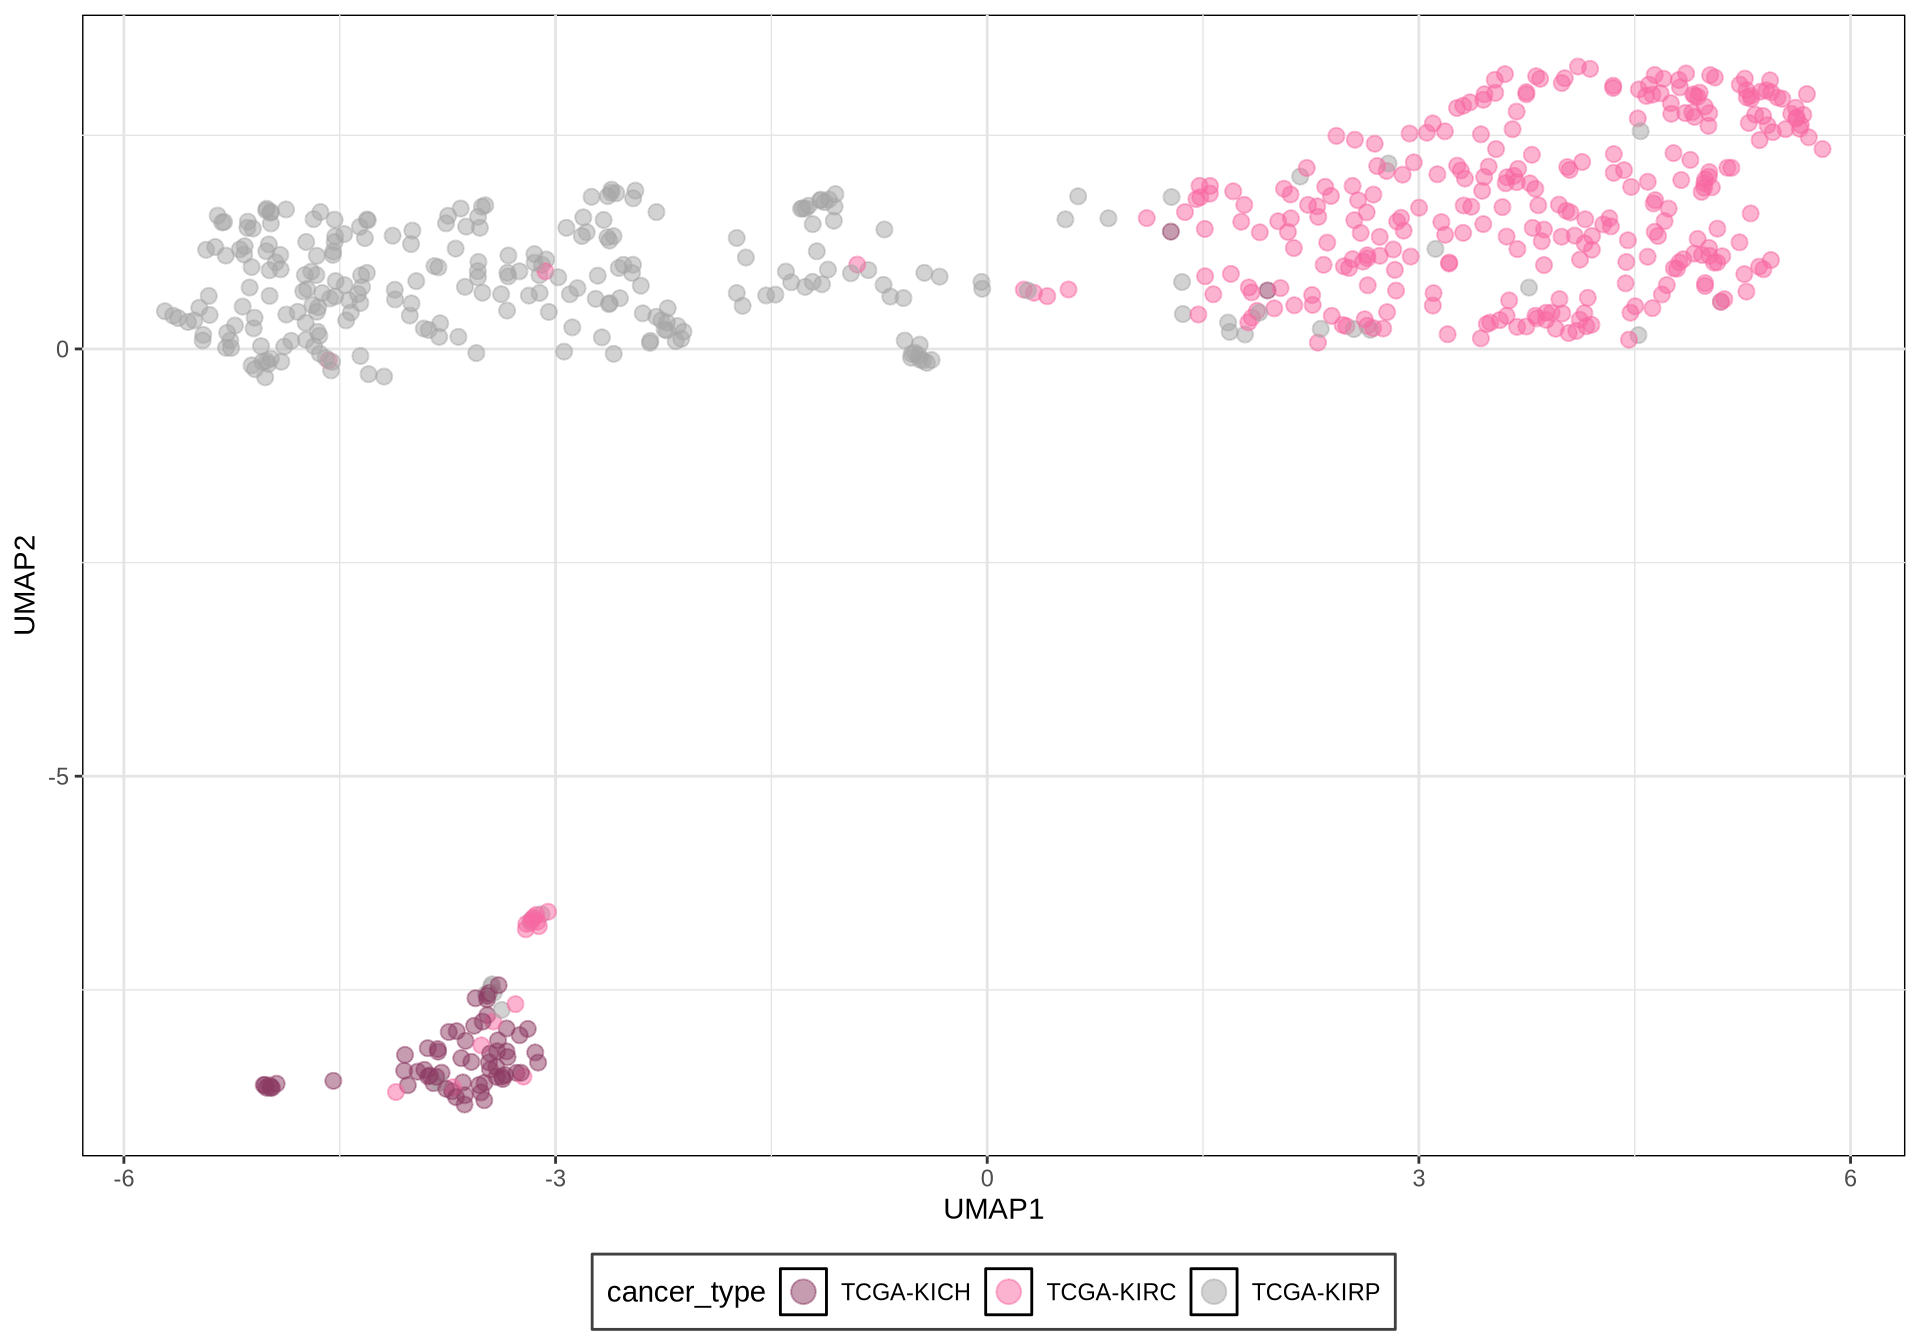 UMAP2
0
-5
-6 -3 0 3 6
UMAP1
cancer_type TCGA-KICH TCGA-KIRC TCGA-KIRP